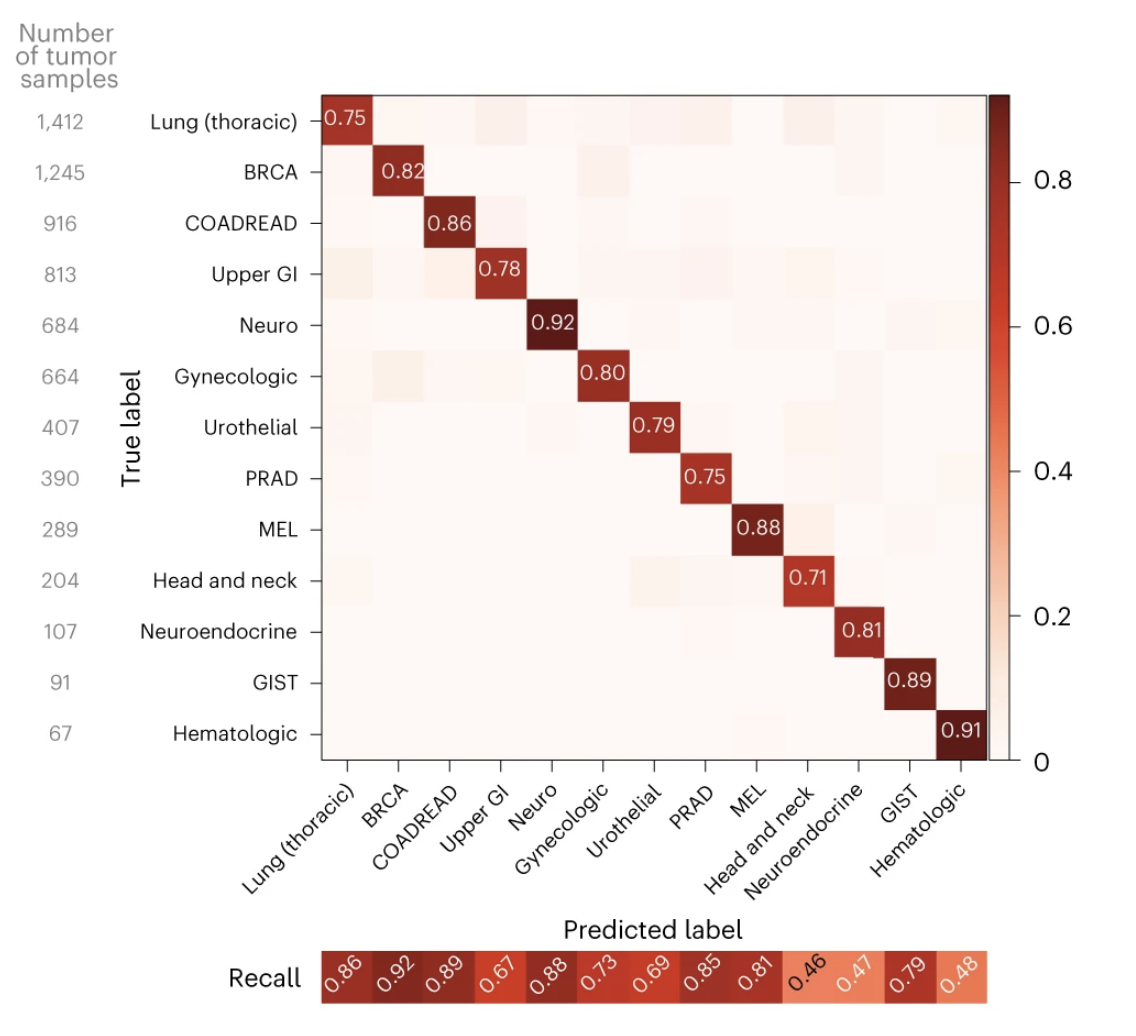 Number
of tumor
samples
1,412 Lung (thoracic) 0.75
1,245 BRCA 0.82 0.8
916 COADREAD 0.86
813 Upper GI 0.78
684 Neuro 0.92 0.6
664 Gynecologic 0.80
407 Urothelial 0.79
True label
390 PRAD 0.75 0.4
289 MEL 0.88
204 Head and neck 0.71
107 Neuroendocrine 0.81 0.2
91 GIST 0.89
67 Hematologic 0.91
0
Lung (thoracic) BRCA COADREAD Upper GI Neuro Gynecologic Urothelial PRAD MEL Head and neck Neuroendocrine GIST Hematologic
Predicted label
Recall 0.86 0.92 0.89 0.67 0.88 0.73 0.69 0.85 0.81 0.46 0.47 0.79 0.48